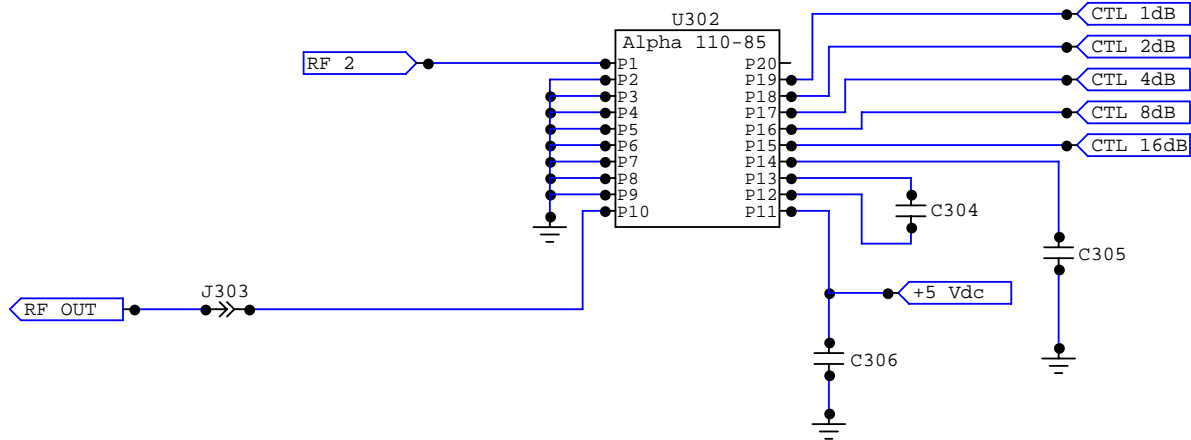 U302
CTL 1dB
Alpha 110-85
CTL 2dB
RF 2
P1
P20
P2
P19
CTL 4dB
P3
P18
P4
P17
CTL 8dB
P5
P16
P6
P15
CTL 16dB
P7
P14
P8
P13
P9
P12
P10
P11
C304
C305
J303
+5 Vdc
RF OUT
C306